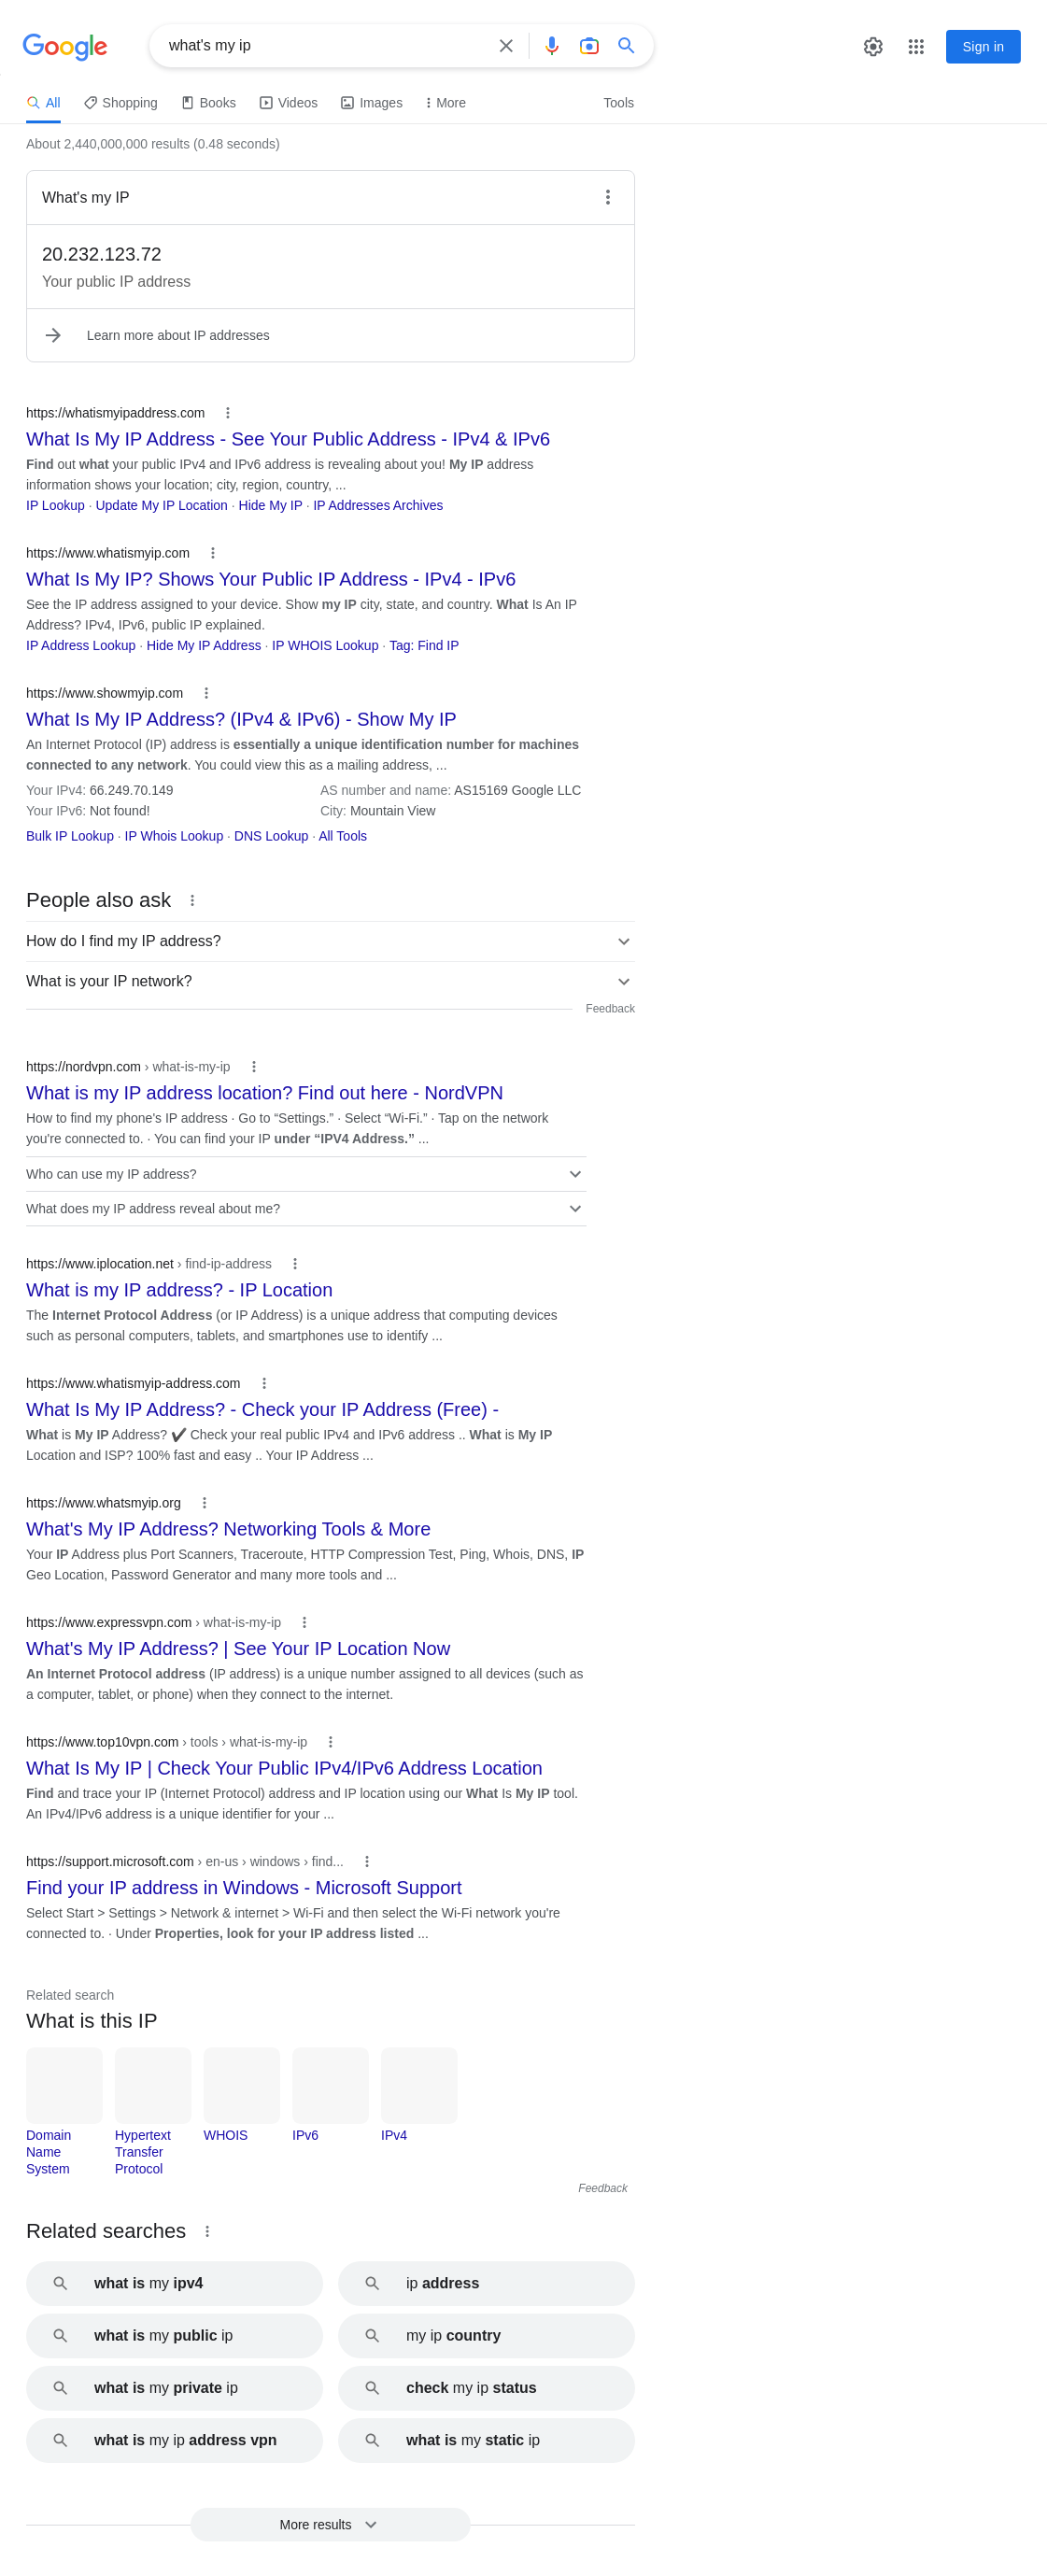 Google
what's my ip
Sign in
All
Shopping
Books
Videos
Images
More
Tools
About 2,440,000,000 results (0.48 seconds)
What's my IP
20.232.123.72
Your public IP address
Learn more about IP addresses
https://whatismyipaddress.com
What Is My IP Address - See Your Public Address - IPv4 & IPv6
Find out what your public IPv4 and IPv6 address is revealing about you! My IP address
information shows your location; city, region, country, ...
IP Lookup · Update My IP Location · Hide My IP · IP Addresses Archives
https://www.whatismyip.com
What Is My IP? Shows Your Public IP Address - IPv4 - IPv6
See the IP address assigned to your device. Show my IP city, state, and country. What Is An IP
Address? IPv4, IPv6, public IP explained.
IP Address Lookup · Hide My IP Address · IP WHOIS Lookup · Tag: Find IP
https://www.showmyip.com
What Is My IP Address? (IPv4 & IPv6) - Show My IP
An Internet Protocol (IP) address is essentially a unique identification number for machines
connected to any network. You could view this as a mailing address, ...
Your IPv4: 66.249.70.149
AS number and name: AS15169 Google LLC
Your IPv6: Not found!
City: Mountain View
Bulk IP Lookup · IP Whois Lookup · DNS Lookup · All Tools
People also ask
How do I find my IP address?
What is your IP network?
Feedback
https://nordvpn.com › what-is-my-ip
What is my IP address location? Find out here - NordVPN
How to find my phone's IP address · Go to “Settings.” · Select “Wi-Fi.” · Tap on the network
you're connected to. · You can find your IP under “IPV4 Address.” ...
Who can use my IP address?
What does my IP address reveal about me?
https://www.iplocation.net › find-ip-address
What is my IP address? - IP Location
The Internet Protocol Address (or IP Address) is a unique address that computing devices
such as personal computers, tablets, and smartphones use to identify ...
https://www.whatismyip-address.com
What Is My IP Address? - Check your IP Address (Free) -
What is My IP Address? ✔️ Check your real public IPv4 and IPv6 address .. What is My IP
Location and ISP? 100% fast and easy .. Your IP Address ...
https://www.whatsmyip.org
What's My IP Address? Networking Tools & More
Your IP Address plus Port Scanners, Traceroute, HTTP Compression Test, Ping, Whois, DNS, IP
Geo Location, Password Generator and many more tools and ...
https://www.expressvpn.com › what-is-my-ip
What's My IP Address? | See Your IP Location Now
An Internet Protocol address (IP address) is a unique number assigned to all devices (such as
a computer, tablet, or phone) when they connect to the internet.
https://www.top10vpn.com › tools › what-is-my-ip
What Is My IP | Check Your Public IPv4/IPv6 Address Location
Find and trace your IP (Internet Protocol) address and IP location using our What Is My IP tool.
An IPv4/IPv6 address is a unique identifier for your ...
https://support.microsoft.com › en-us › windows › find...
Find your IP address in Windows - Microsoft Support
Select Start > Settings > Network & internet > Wi-Fi and then select the Wi-Fi network you're
connected to. · Under Properties, look for your IP address listed ...
Related search
What is this IP
Domain
Name
System
Hypertext
Transfer
Protocol
WHOIS
IPv6
IPv4
Feedback
Related searches
what is my ipv4
ip address
what is my public ip
my ip country
what is my private ip
check my ip status
what is my ip address vpn
what is my static ip
More results